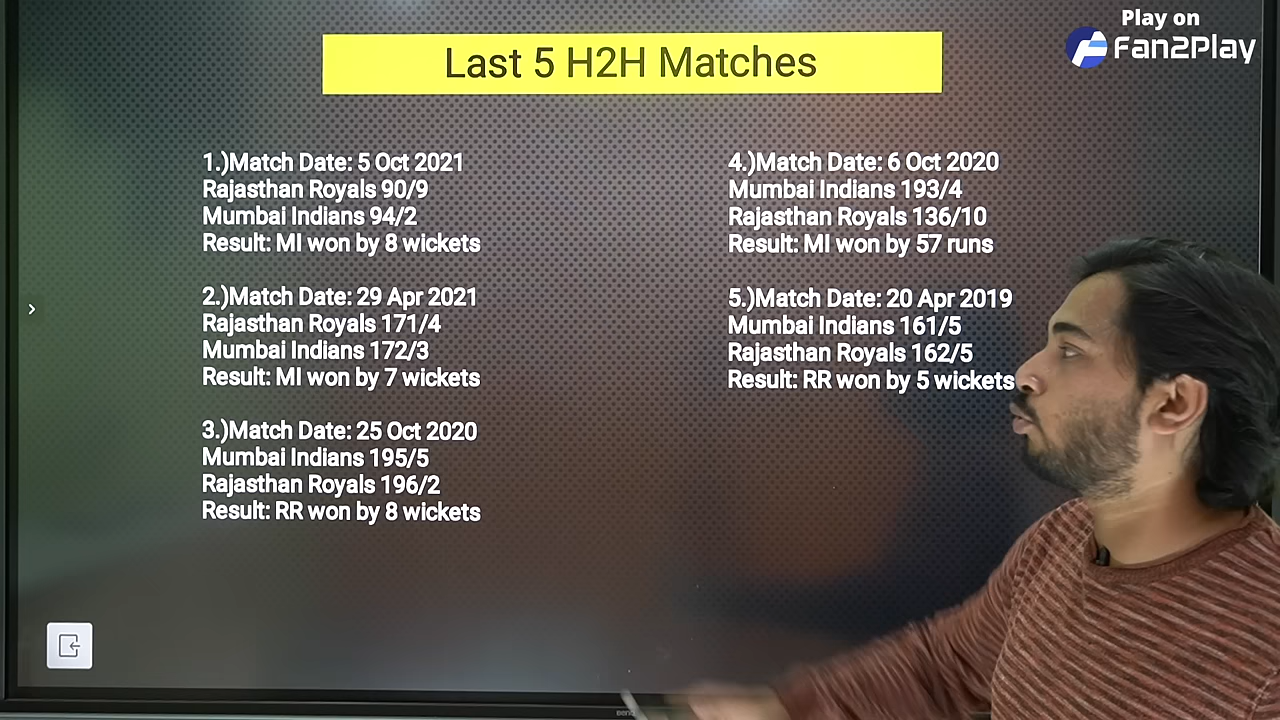 Play on
Fan2Play
Last 5 H2H Matches
1.)Match Date: 5 Oct 2021
Rajasthan Royals 90/9
Mumbai Indians 94/2
Result: MI won by 8 wickets
2.)Match Date: 29 Apr 2021
Rajasthan Royals 171/4
Mumbai Indians 172/3
Result: MI won by 7 wickets
3.)Match Date: 25 Oct 2020
Mumbai Indians 195/5
Rajasthan Royals 196/2
Result: RR won by 8 wickets
4.)Match Date: 6 Oct 2020
Mumbai Indians 193/4
Rajasthan Royals 136/10
Result: MI won by 57 runs
5.)Match Date: 20 Apr 2019
Mumbai Indians 161/5
Rajasthan Royals 162/5
Result: RR won by 5 wickets
BenQ